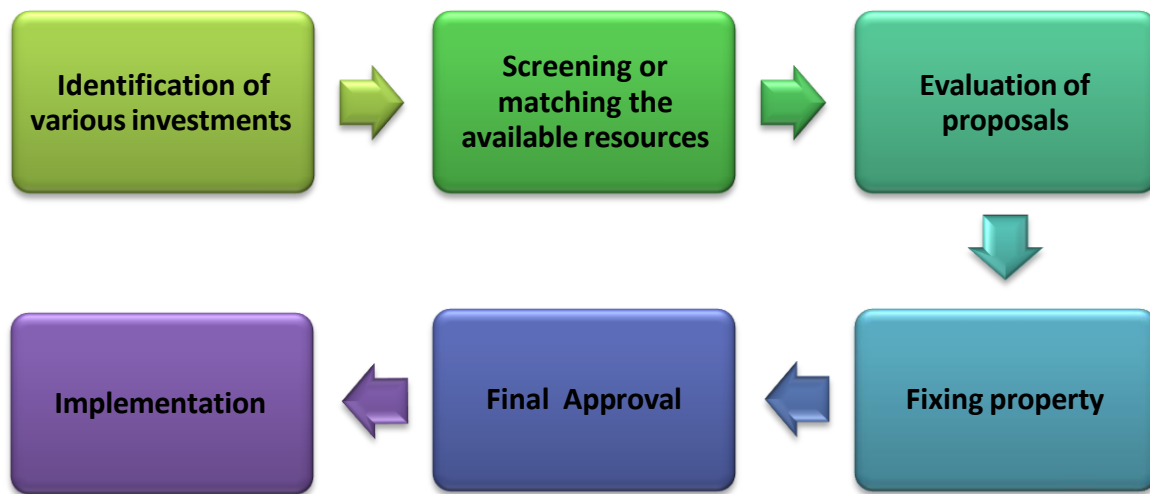 Identification of
various investments
Screening or
matching the
available resources
Evaluation of
proposals
Fixing property
Final Approval
Implementation